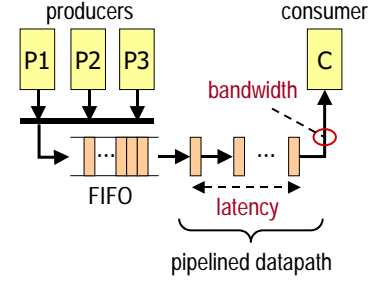 producers
consumer
P1
P2
P3
C
bandwidth
...
...
FIFO
latency
pipelined datapath